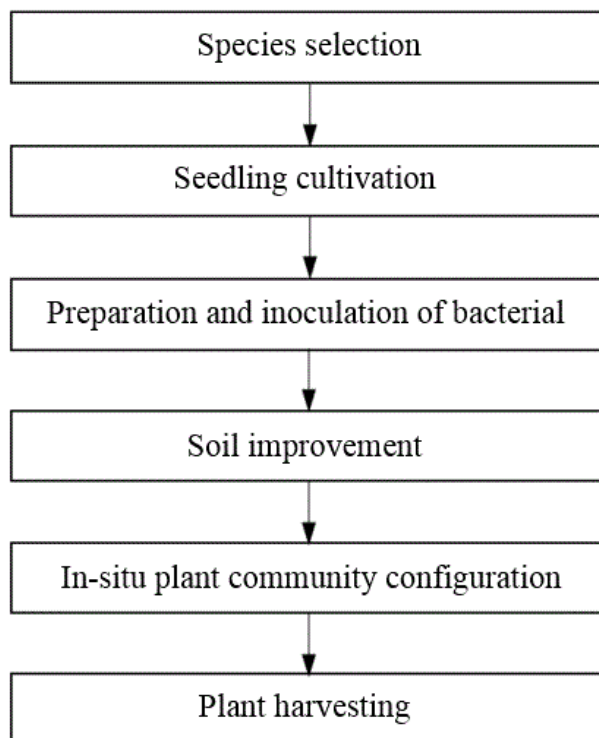 Species selection
Seedling cultivation
Preparation and inoculation of bacterial
Soil improvement
In-situ plant community configuration
Plant harvesting